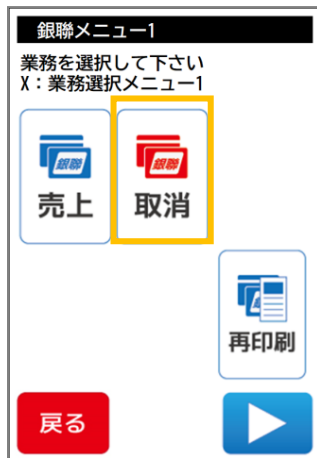 銀聯メニュー1
業務を選択して下さい
X：業務選択メニュー1
銀聯
売上
銀聯
取消
再印刷
戻る